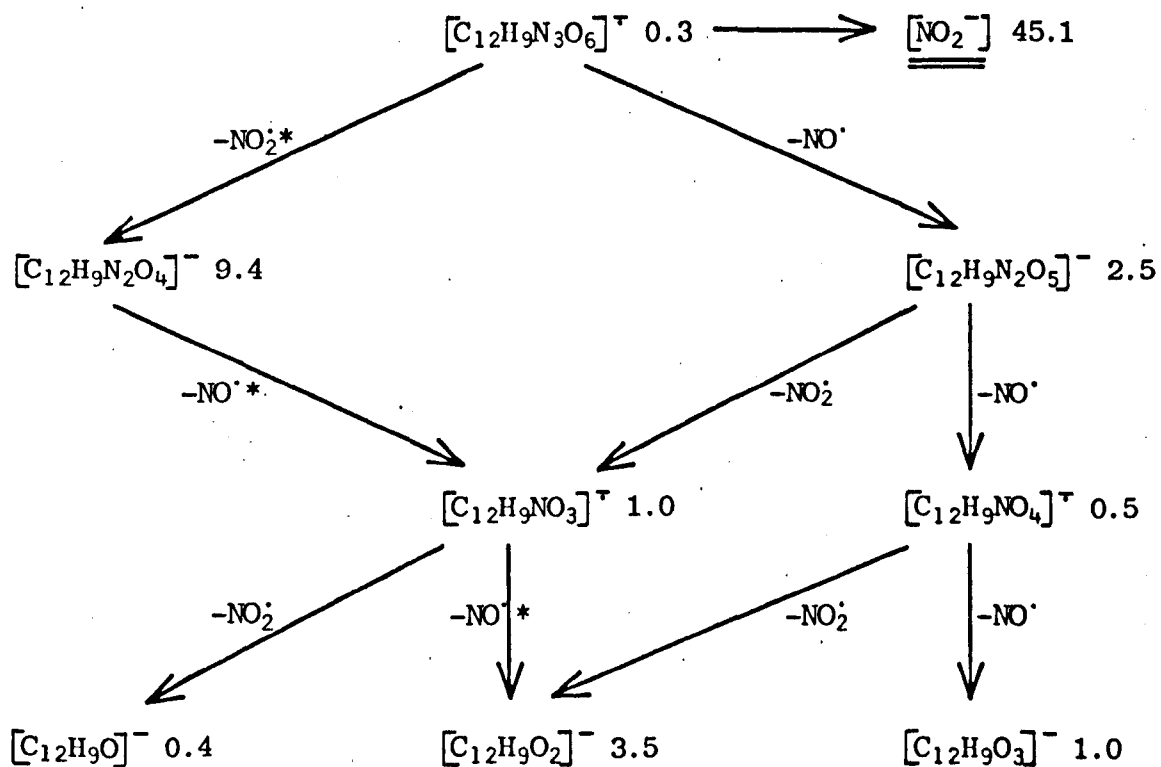 [C₁₂H₉N₃O₆]⨪ 0.3 [NO₂⁻] 45.1
-NO₂·* -NO·
[C₁₂H₉N₂O₄]⁻ 9.4 [C₁₂H₉N₂O₅]⁻ 2.5
-NO·* -NO₂· -NO·
[C₁₂H₉NO₃]⨪ 1.0 [C₁₂H₉NO₄]⨪ 0.5
-NO₂· -NO·* -NO₂· -NO·
[C₁₂H₉O]⁻ 0.4 [C₁₂H₉O₂]⁻ 3.5 [C₁₂H₉O₃]⁻ 1.0